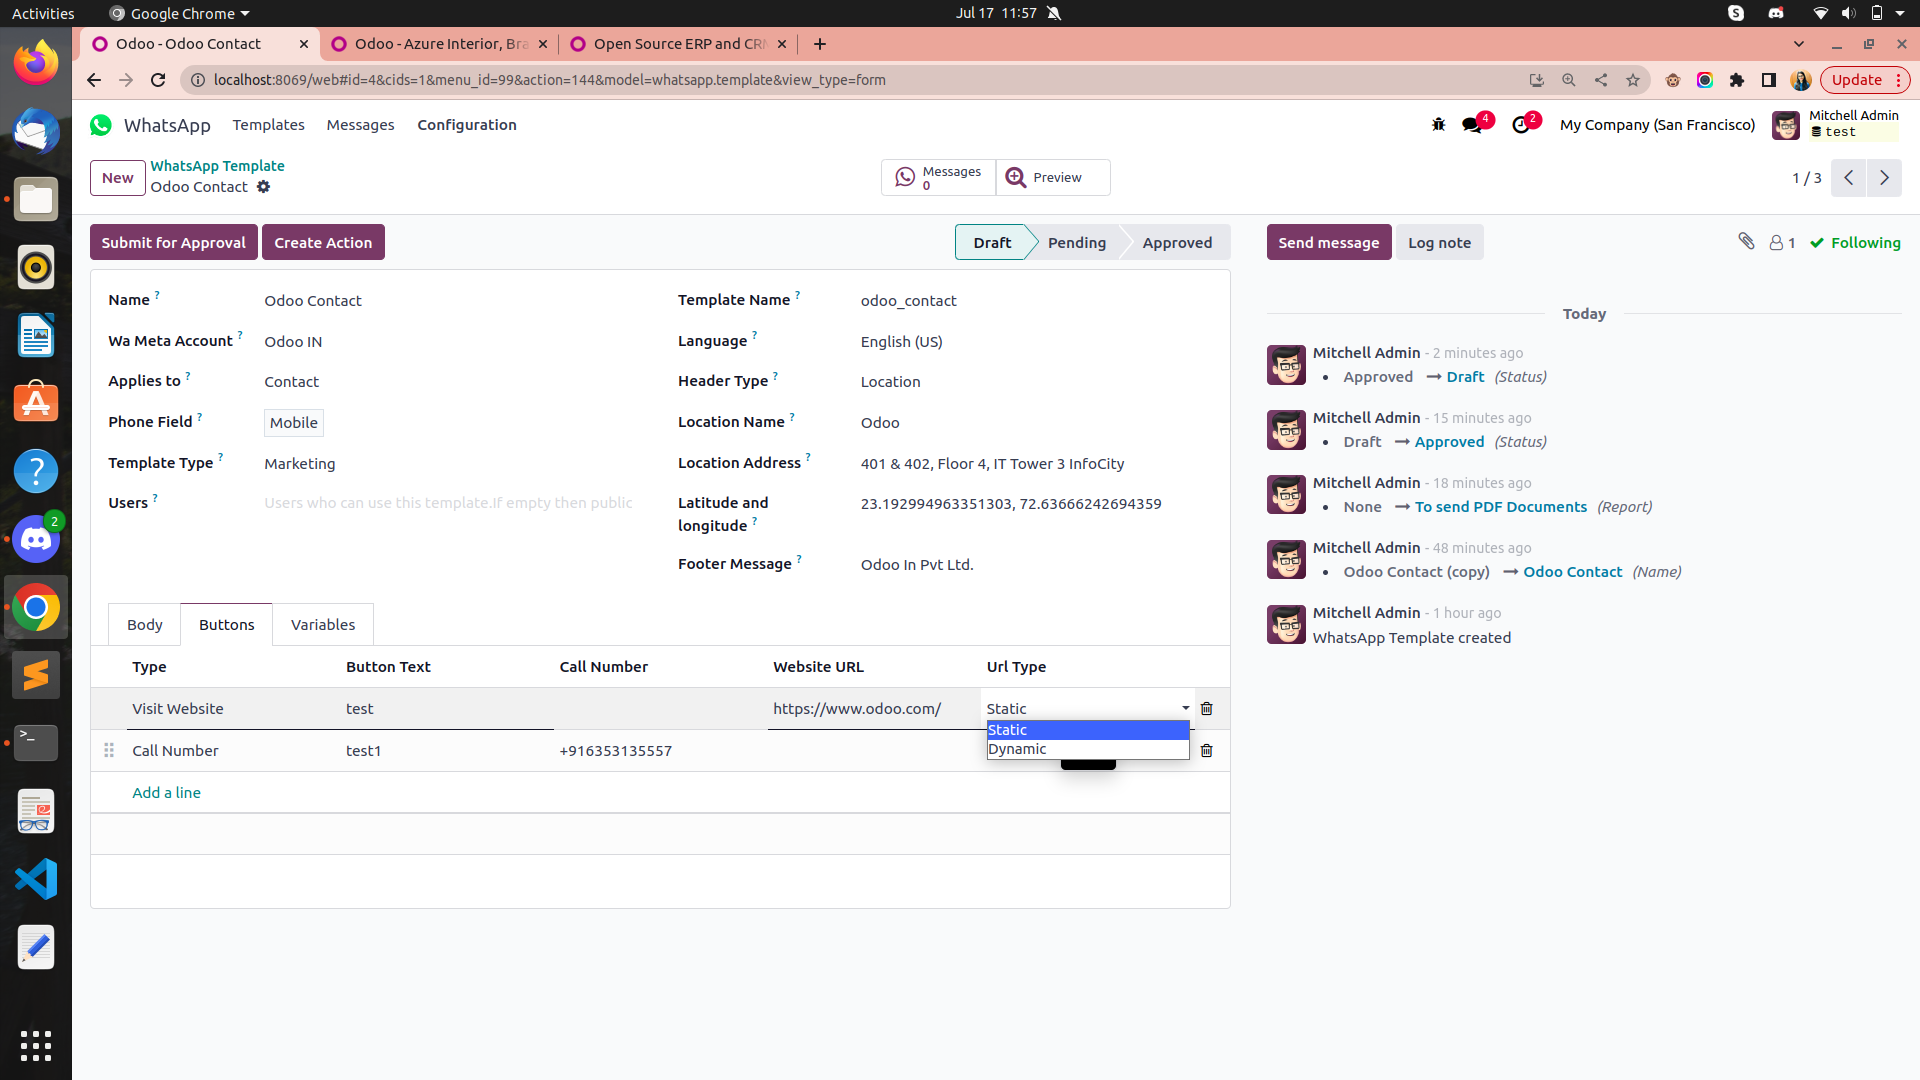 Activities
Google Chrome
Jul 17 11:57
Odoo - Odoo Contact
Odoo - Azure Interior, Bra
Open Source ERP and CRM
localhost:8069/web#id=4&cids=1&menu_id=99&action=144&model=whatsapp.template&view_type=form
Update
WhatsApp
Templates
Messages
Configuration
4
2
My Company (San Francisco)
Mitchell Admin
test
New
WhatsApp Template
Odoo Contact
Messages
0
Preview
1 / 3
Submit for Approval
Create Action
Draft
Pending
Approved
Send message
Log note
1
Following
Name ?
Odoo Contact
Wa Meta Account ?
Odoo IN
Applies to ?
Contact
Phone Field ?
Mobile
Template Type ?
Marketing
Users ?
Users who can use this template.If empty then public
Template Name ?
odoo_contact
Language ?
English (US)
Header Type ?
Location
Location Name ?
Odoo
Location Address ?
401 & 402, Floor 4, IT Tower 3 InfoCity
Latitude and
longitude ?
23.192994963351303, 72.63666242694359
Footer Message ?
Odoo In Pvt Ltd.
Body
Buttons
Variables
Type
Button Text
Call Number
Website URL
Url Type
Visit Website
test
https://www.odoo.com/
Static
Static
Dynamic
Call Number
test1
+916353135557
Add a line
Today
Mitchell Admin - 2 minutes ago
Approved → Draft (Status)
Mitchell Admin - 15 minutes ago
Draft → Approved (Status)
Mitchell Admin - 18 minutes ago
None → To send PDF Documents (Report)
Mitchell Admin - 48 minutes ago
Odoo Contact (copy) → Odoo Contact (Name)
Mitchell Admin - 1 hour ago
WhatsApp Template created
2